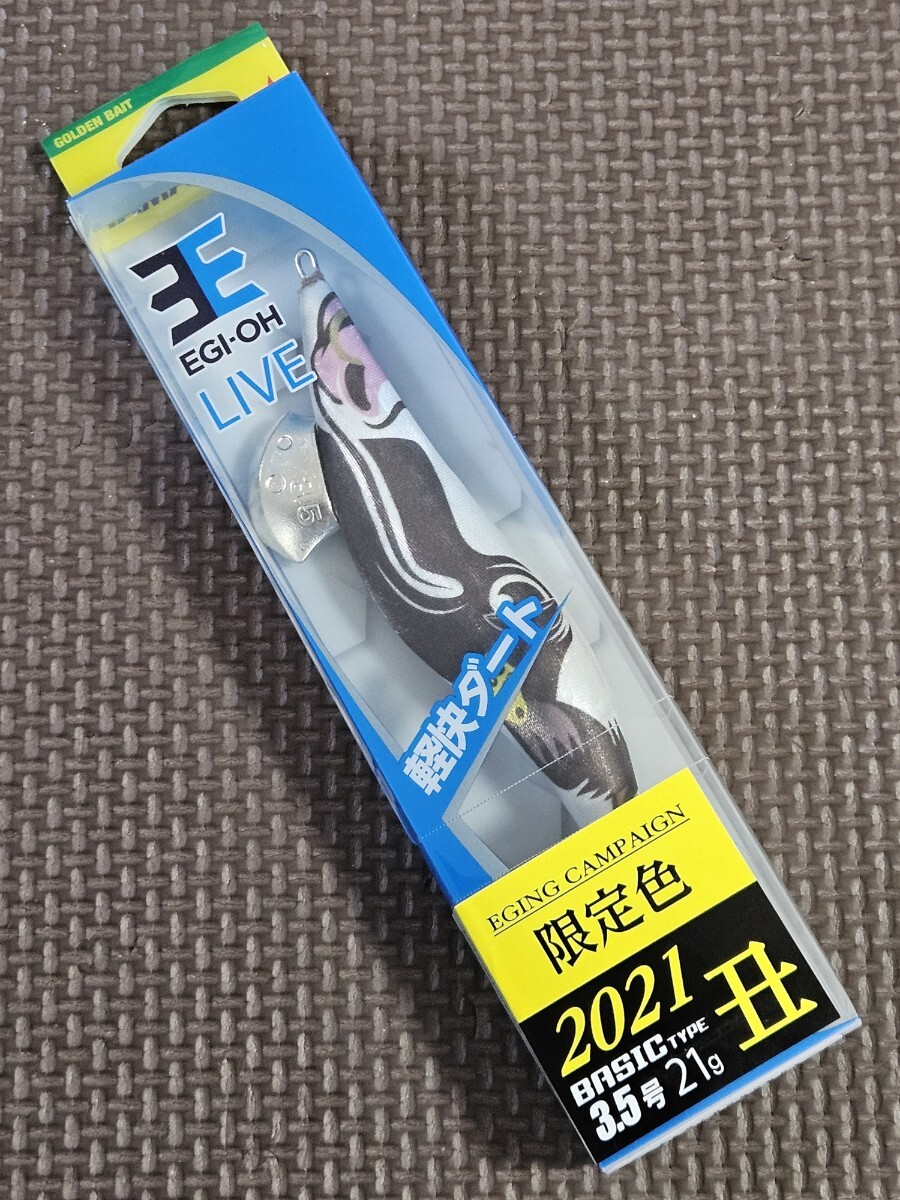 GOLDEN BAIT
EGI-OH
LIVE
3.5
軽快ダート
EGING CAMPAIGN
限定色
2021 丑
BASIC TYPE
3.5号 21g